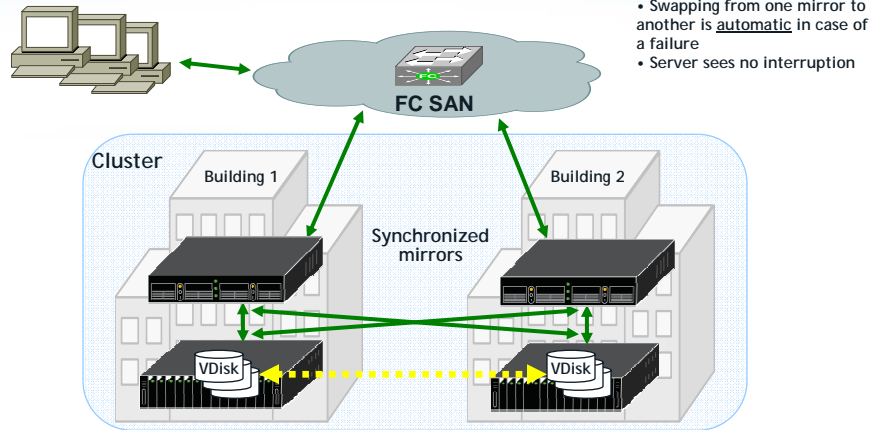 • Swapping from one mirror to
another is automatic in case of
a failure
• Server sees no interruption
FC
FC SAN
Cluster
Building 1
Building 2
Synchronized
mirrors
VDisk
VDisk